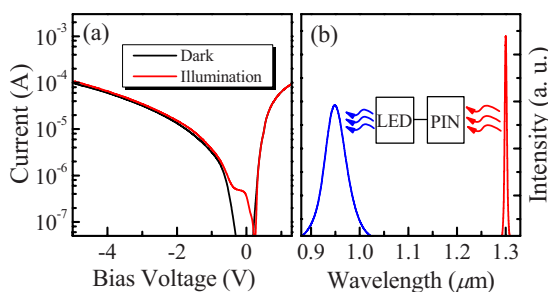 (a)
Dark
Illumination
Current (A)
10⁻³
10⁻⁴
10⁻⁵
10⁻⁶
10⁻⁷
-4
-2
0
Bias Voltage (V)
(b)
LED
PIN
Intensity (a. u.)
0.9
1.0
1.1
1.2
1.3
Wavelength (μm)